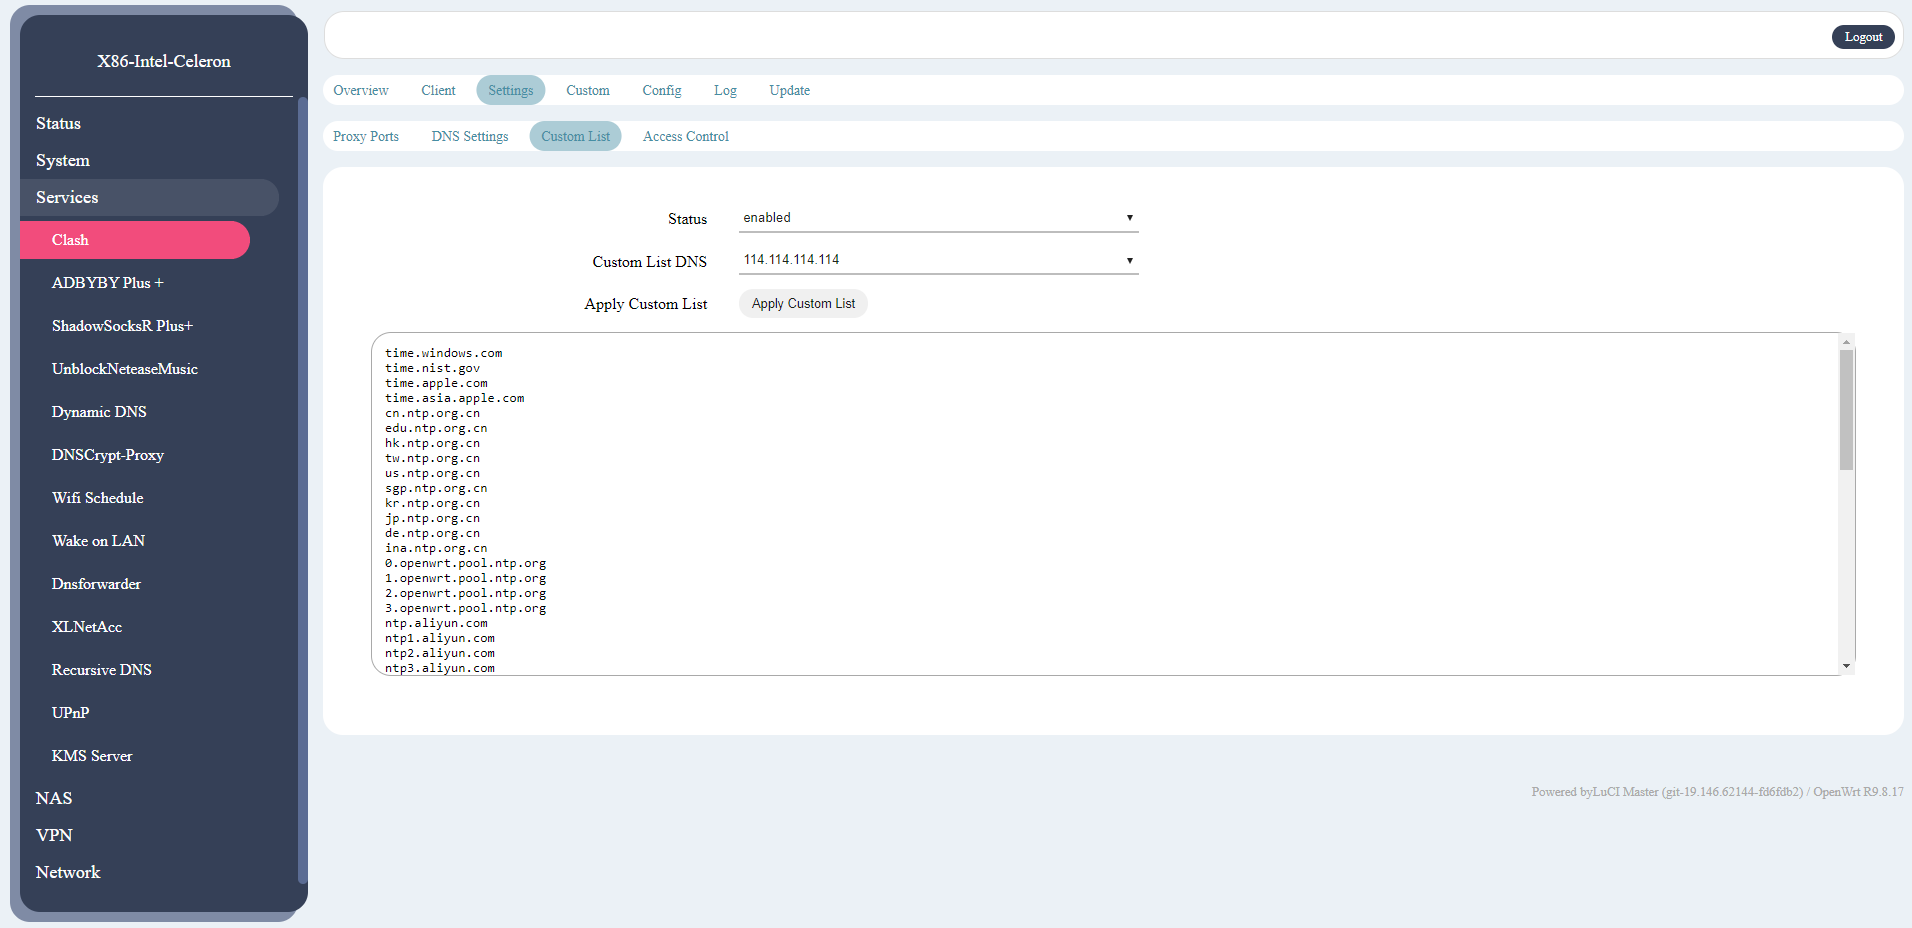 X86-Intel-Celeron
Status
System
Services
Clash
ADBYBY Plus +
ShadowSocksR Plus+
UnblockNeteaseMusic
Dynamic DNS
DNSCrypt-Proxy
Wifi Schedule
Wake on LAN
Dnsforwarder
XLNetAcc
Recursive DNS
UPnP
KMS Server
NAS
VPN
Network
Logout
Overview Client Settings Custom Config Log Update
Proxy Ports DNS Settings Custom List Access Control
Status enabled
Custom List DNS 114.114.114.114
Apply Custom List Apply Custom List
time.windows.com
time.nist.gov
time.apple.com
time.asia.apple.com
cn.ntp.org.cn
edu.ntp.org.cn
hk.ntp.org.cn
tw.ntp.org.cn
us.ntp.org.cn
sgp.ntp.org.cn
kr.ntp.org.cn
jp.ntp.org.cn
de.ntp.org.cn
ina.ntp.org.cn
0.openwrt.pool.ntp.org
1.openwrt.pool.ntp.org
2.openwrt.pool.ntp.org
3.openwrt.pool.ntp.org
ntp.aliyun.com
ntp1.aliyun.com
ntp2.aliyun.com
ntp3.aliyun.com
Powered byLuCI Master (git-19.146.62144-fd6fdb2) / OpenWrt R9.8.17